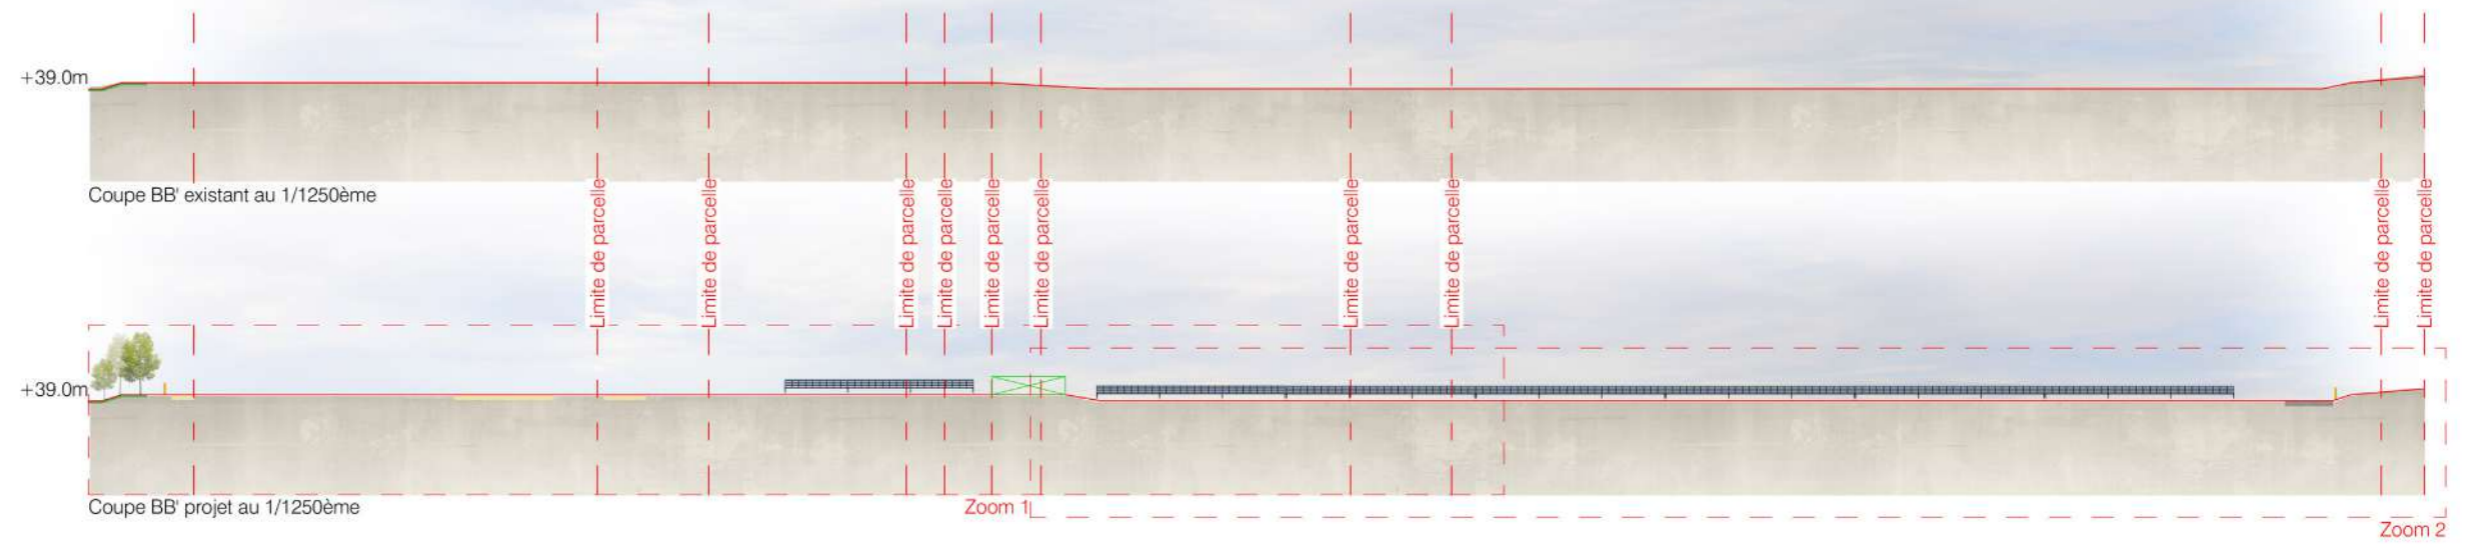 +39.0m
Coupe BB' existant au 1/1250ème
Limite de parcelle
Limite de parcelle
Limite de parcelle
Limite de parcelle
Limite de parcelle
Limite de parcelle
Limite de parcelle
Limite de parcelle
Limite de parcelle
Limite de parcelle
+39.0m
Coupe BB' projet au 1/1250ème
Zoom 1
Zoom 2